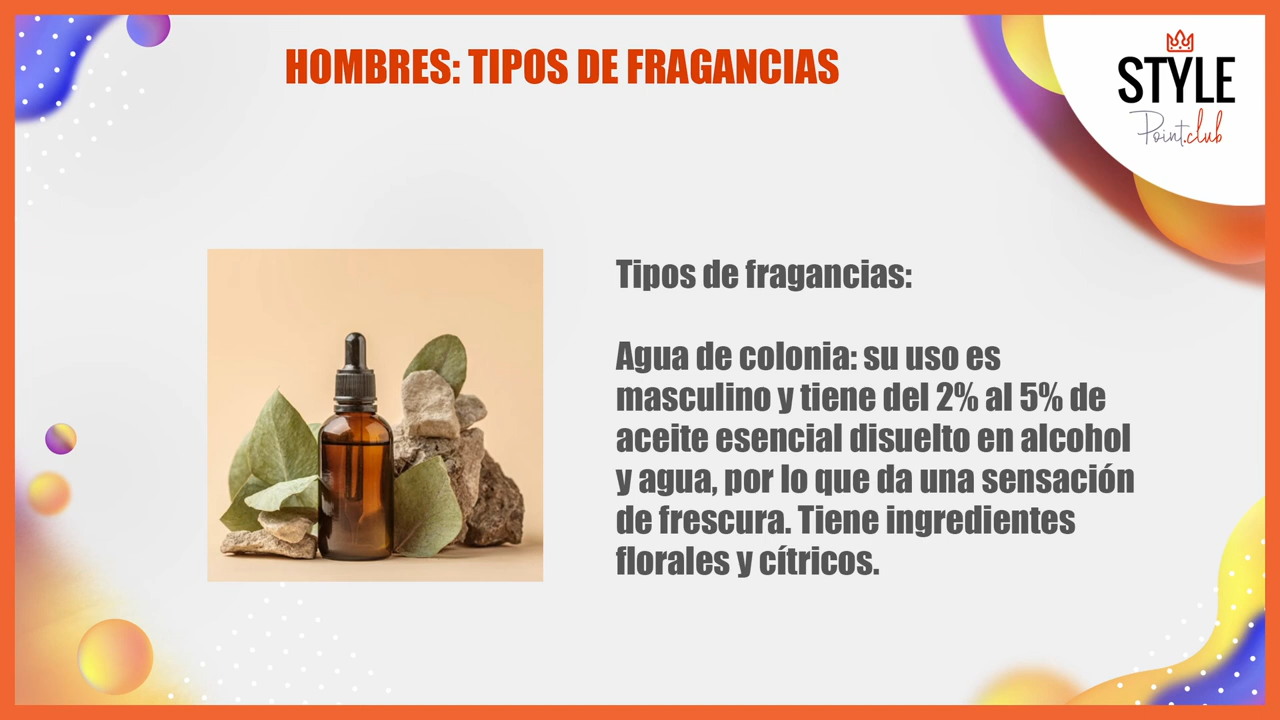 HOMBRES: TIPOS DE FRAGANCIAS
STYLE
Point.club
Tipos de fragancias:
Agua de colonia: su uso es
masculino y tiene del 2% al 5% de
aceite esencial disuelto en alcohol
y agua, por lo que da una sensación
de frescura. Tiene ingredientes
florales y cítricos.